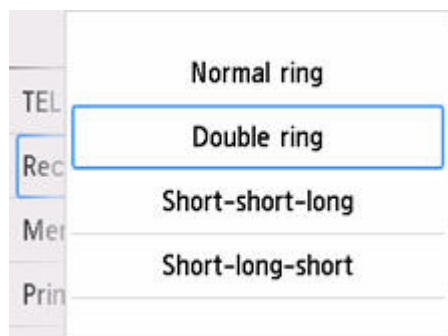 Normal ring
TEL
Double ring
Rec
Short-short-long
Mer
Short-long-short
Prin